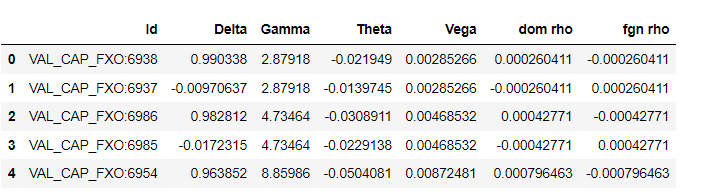 Id Delta Gamma Theta Vega dom rho fgn rho
0 VAL_CAP_FXO:6938 0.990338 2.87918 -0.021949 0.00285266 0.000260411 -0.000260411
1 VAL_CAP_FXO:6937 -0.00970637 2.87918 -0.0139745 0.00285266 -0.000260411 0.000260411
2 VAL_CAP_FXO:6986 0.982812 4.73464 -0.0308911 0.00468532 0.00042771 -0.00042771
3 VAL_CAP_FXO:6985 -0.0172315 4.73464 -0.0229138 0.00468532 -0.00042771 0.00042771
4 VAL_CAP_FXO:6954 0.963852 8.85986 -0.0504081 0.00872481 0.000796463 -0.000796463